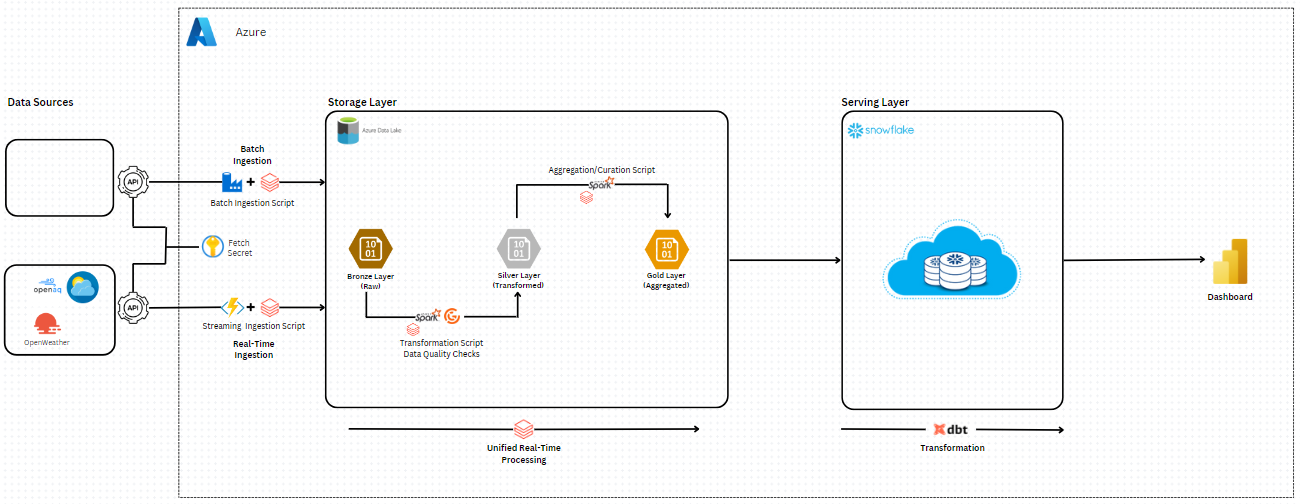 Azure
Data Sources
Storage Layer
Serving Layer
Azure Data Lake
snowflake
Batch
Ingestion
Aggregation/Curation Script
API
Spark
Batch Ingestion Script
Fetch
Secret
10
01
10
01
10
01
Bronze Layer
(Raw)
Silver Layer
(Transformed)
Gold Layer
(Aggregated)
openaq
API
Dashboard
Spark
Streaming Ingestion Script
OpenWeather
Real-Time
Ingestion
Transformation Script
Data Quality Checks
dbt
Unified Real-Time
Processing
Transformation